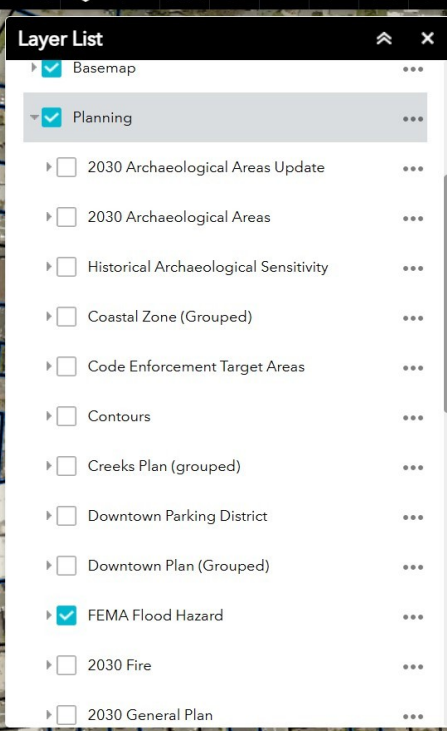 Layer List
Basemap
Planning
2030 Archaeological Areas Update
2030 Archaeological Areas
Historical Archaeological Sensitivity
Coastal Zone (Grouped)
Code Enforcement Target Areas
Contours
Creeks Plan (grouped)
Downtown Parking District
Downtown Plan (Grouped)
FEMA Flood Hazard
2030 Fire
2030 General Plan